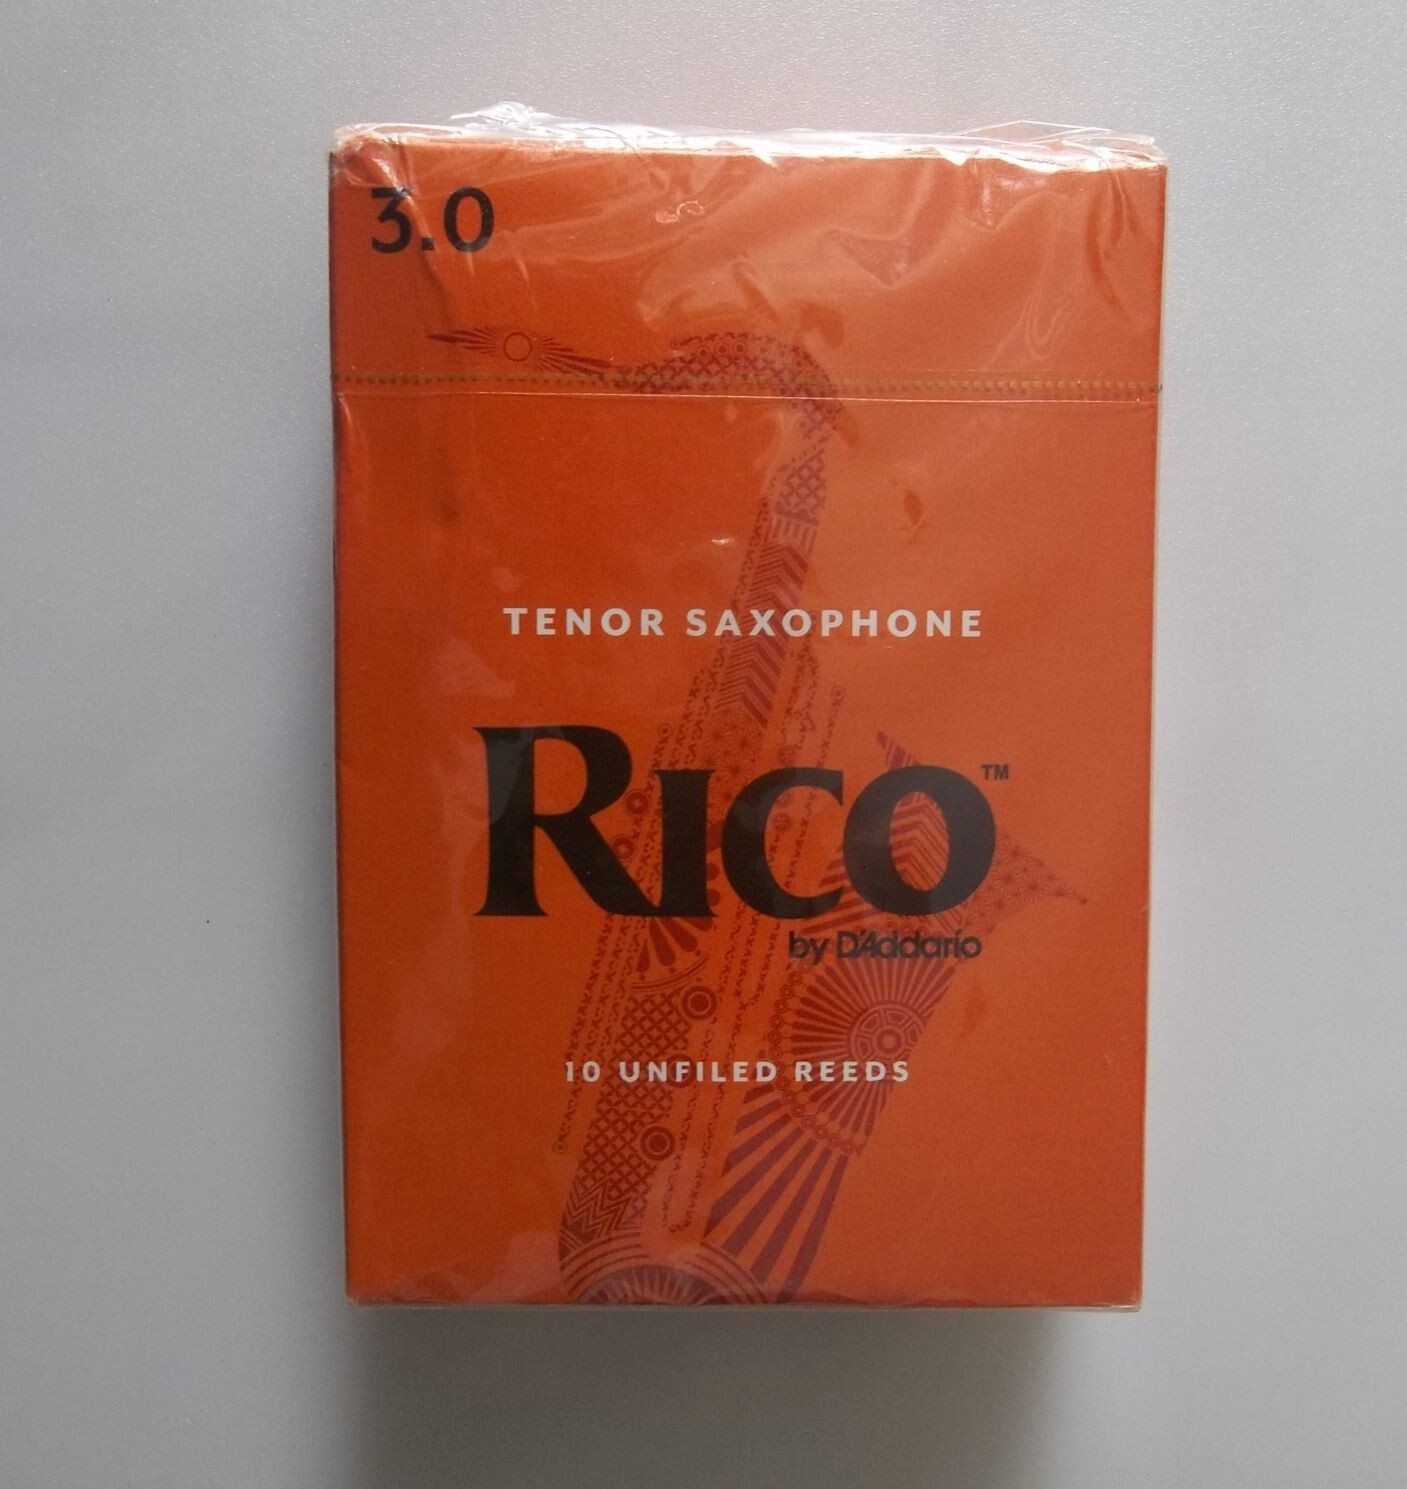 3.0
TENOR SAXOPHONE
RICO™
by D'Addario
10 UNFILED REEDS